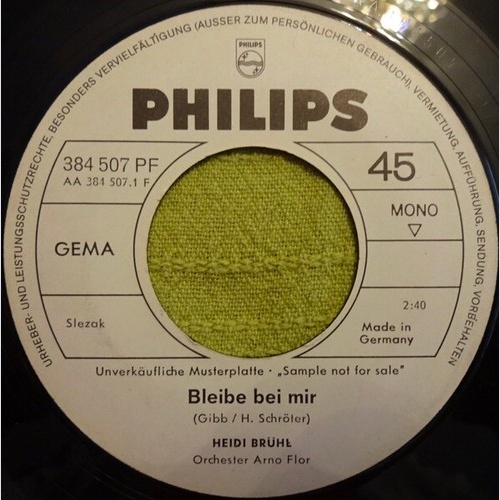 URHEBER- UND LEISTUNGSSCHUTZRECHTE, BESONDERS VERVIELFÄLTIGUNG (AUSSER ZUM PERSÖNLICHEN GEBRAUCH), VERMIETUNG, AUFFÜHRUNG, SENDUNG, VORBEHALTEN
PHILIPS
PHILIPS
384 507 PF
AA 384 507.1 F
45
MONO
GEMA
2:40
Slezak
Made in
Germany
Unverkäufliche Musterplatte · „Sample not for sale"
Bleibe bei mir
(Gibb / H. Schröter)
HEIDI BRÜHL
Orchester Arno Flor